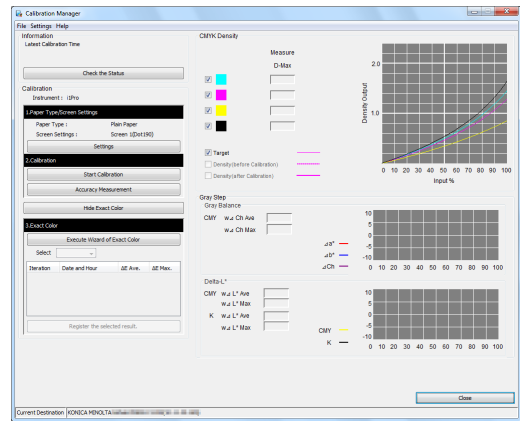 Calibration Manager
File Settings Help
Information
Latest Calibration Time
Check the Status
Calibration
Instrument : i1Pro
1.Paper Type/Screen Settings
Paper Type : Plain Paper
Screen Settings : Screen 1(Dot190)
Settings
2.Calibration
Start Calibration
Accuracy Measurement
Hide Exact Color
3.Exact Color
Execute Wizard of Exact Color
Select
Iteration Date and Hour ΔE Ave. ΔE Max.
Register the selected result.
CMYK Density
Measure
D-Max
Target
Density(before Calibration)
Density(after Calibration)
2.0
1.0
Density Output
0 10 20 30 40 50 60 70 80 90 100
Input %
Gray Step
Gray Balance
CMY w⊿ Ch Ave
w⊿ Ch Max
⊿a*
⊿b*
⊿Ch
10
5
0
-5
-10
0 10 20 30 40 50 60 70 80 90 100
Delta-L*
CMY w⊿ L* Ave
w⊿ L* Max
K w⊿ L* Ave
w⊿ L* Max
CMY
K
10
5
0
-5
-10
0 10 20 30 40 50 60 70 80 90 100
Close
Current Destination KONICA MINOLTA